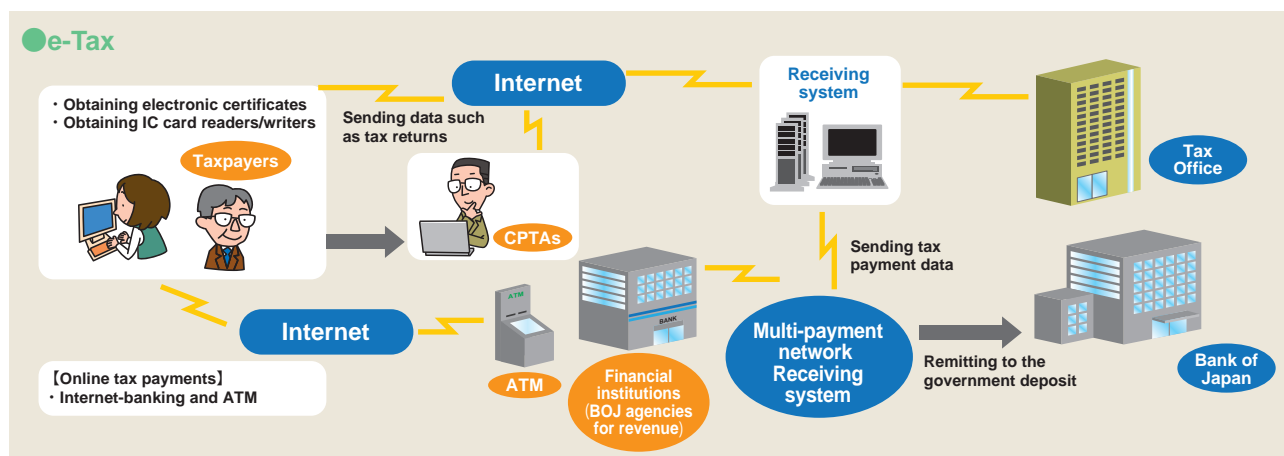 ●e-Tax
・Obtaining electronic certificates
・Obtaining IC card readers/writers
Taxpayers
Sending data such
as tax returns
Internet
CPTAs
Receiving
system
Tax
Office
Sending tax
payment data
Internet
【Online tax payments】
・Internet-banking and ATM
ATM
ATM
BANK
Financial
institutions
(BOJ agencies
for revenue)
Multi-payment
network
Receiving
system
Remitting to the
government deposit
Bank of
Japan